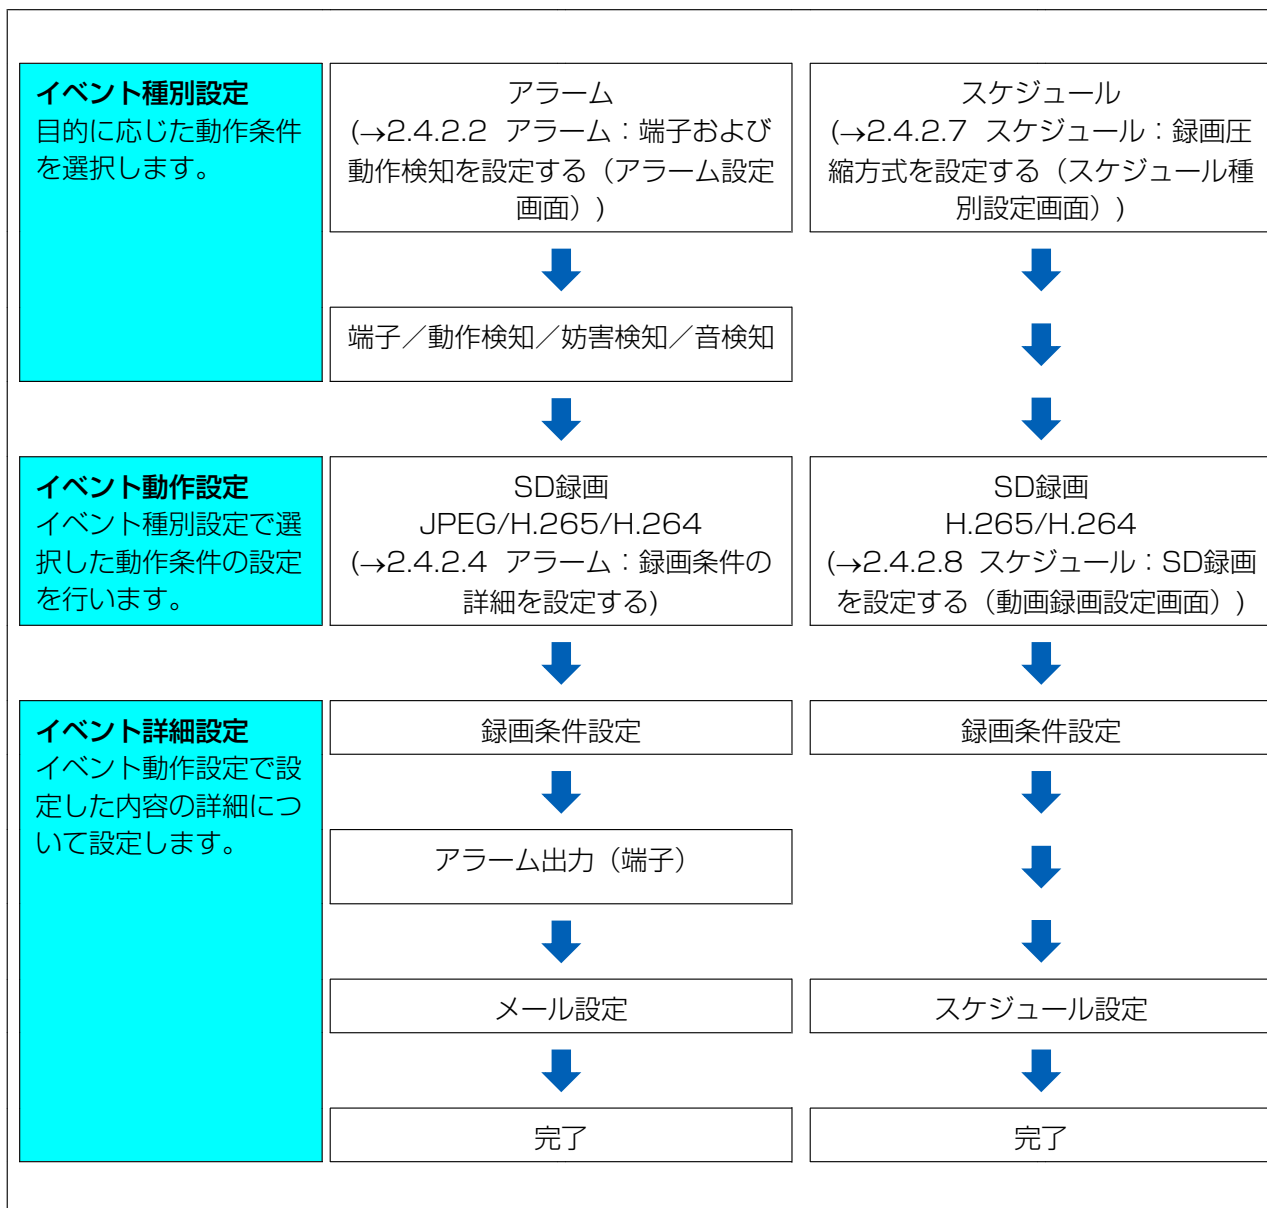 イベント種別設定
目的に応じた動作条件
を選択します。
アラーム
(→2.4.2.2 アラーム：端子および
動作検知を設定する（アラーム設定
画面）)
スケジュール
(→2.4.2.7 スケジュール：録画圧
縮方式を設定する（スケジュール種
別設定画面）)
端子／動作検知／妨害検知／音検知
イベント動作設定
イベント種別設定で選
択した動作条件の設定
を行います。
SD録画
JPEG/H.265/H.264
(→2.4.2.4 アラーム：録画条件の
詳細を設定する)
SD録画
H.265/H.264
(→2.4.2.8 スケジュール：SD録画
を設定する（動画録画設定画面）)
イベント詳細設定
イベント動作設定で設
定した内容の詳細につ
いて設定します。
録画条件設定
録画条件設定
アラーム出力（端子）
メール設定
スケジュール設定
完了
完了